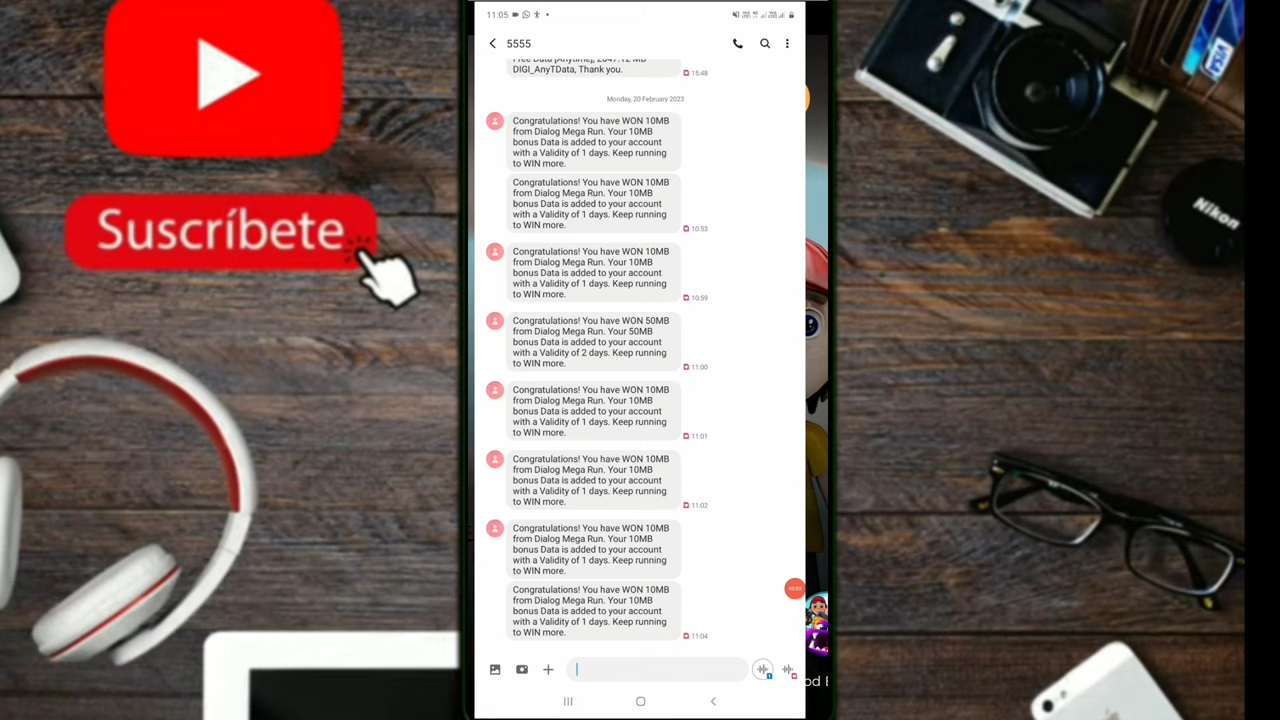 11:05
5555
DIGI_AnyTData, Thank you.
15:48
Monday, 20 February 2023
Congratulations! You have WON 10MB
from Dialog Mega Run. Your 10MB
bonus Data is added to your account
with a Validity of 1 days. Keep running
to WIN more.
Congratulations! You have WON 10MB
from Dialog Mega Run. Your 10MB
bonus Data is added to your account
with a Validity of 1 days. Keep running
to WIN more.
10:53
Congratulations! You have WON 10MB
from Dialog Mega Run. Your 10MB
bonus Data is added to your account
with a Validity of 1 days. Keep running
to WIN more.
10:59
Congratulations! You have WON 50MB
from Dialog Mega Run. Your 50MB
bonus Data is added to your account
with a Validity of 2 days. Keep running
to WIN more.
11:00
Congratulations! You have WON 10MB
from Dialog Mega Run. Your 10MB
bonus Data is added to your account
with a Validity of 1 days. Keep running
to WIN more.
11:01
Congratulations! You have WON 10MB
from Dialog Mega Run. Your 10MB
bonus Data is added to your account
with a Validity of 1 days. Keep running
to WIN more.
11:02
Congratulations! You have WON 10MB
from Dialog Mega Run. Your 10MB
bonus Data is added to your account
with a Validity of 1 days. Keep running
to WIN more.
Congratulations! You have WON 10MB
from Dialog Mega Run. Your 10MB
bonus Data is added to your account
with a Validity of 1 days. Keep running
to WIN more.
11:04
Suscríbete
Nikon
VISA